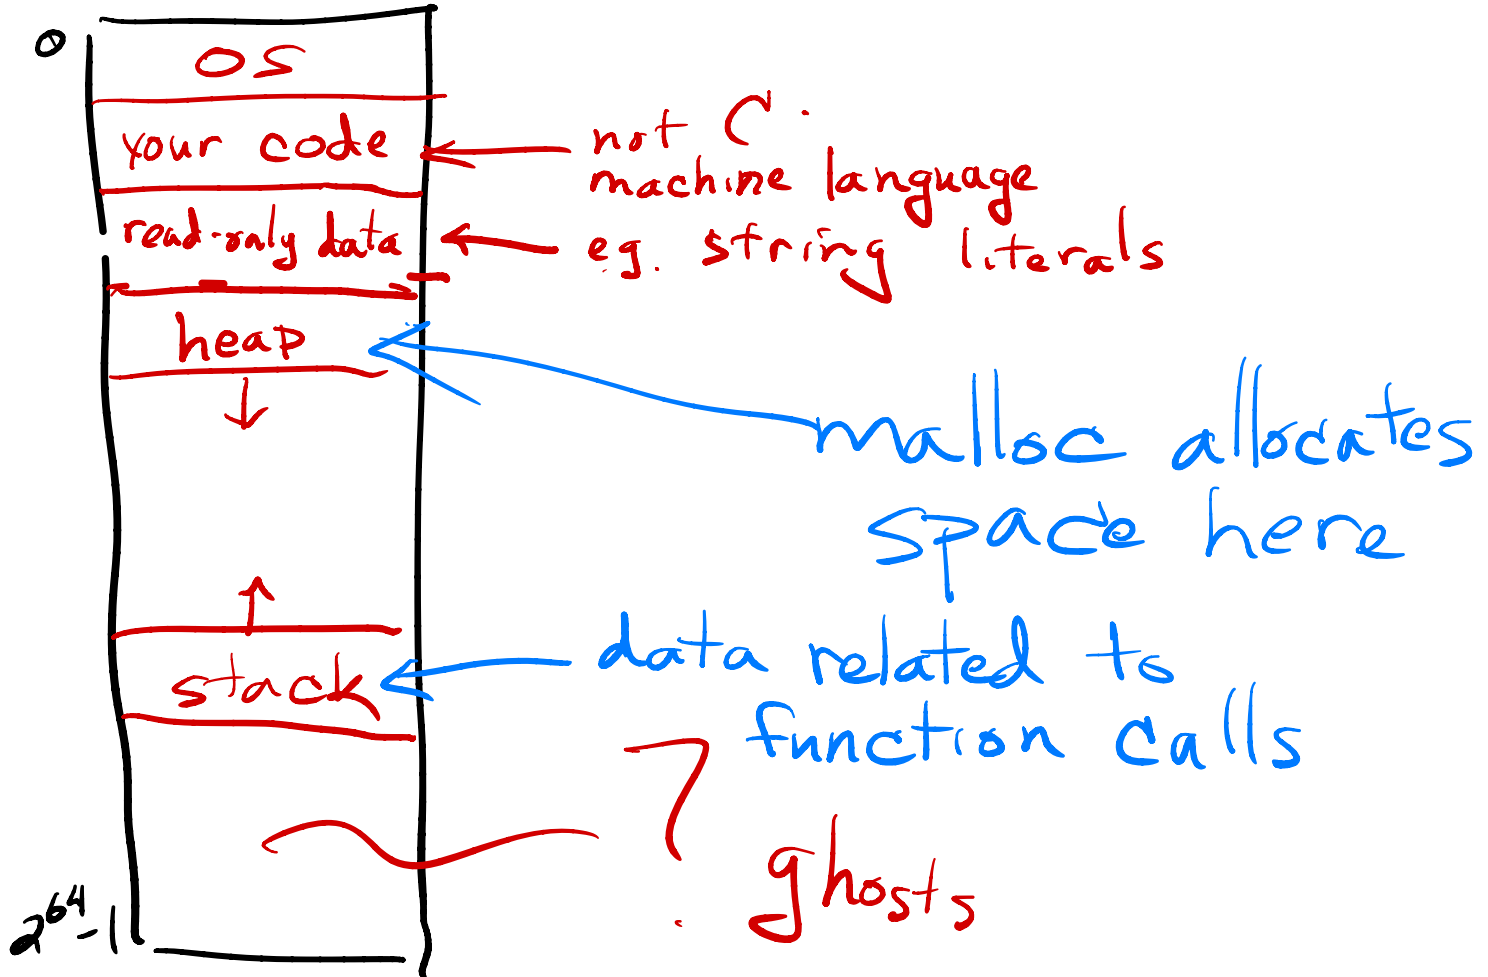 0
OS
your code
not C
machine language
read-only data
eg. string literals
heap
malloc allocates
space here
stack
data related to
function calls
?
ghosts
2^64-1